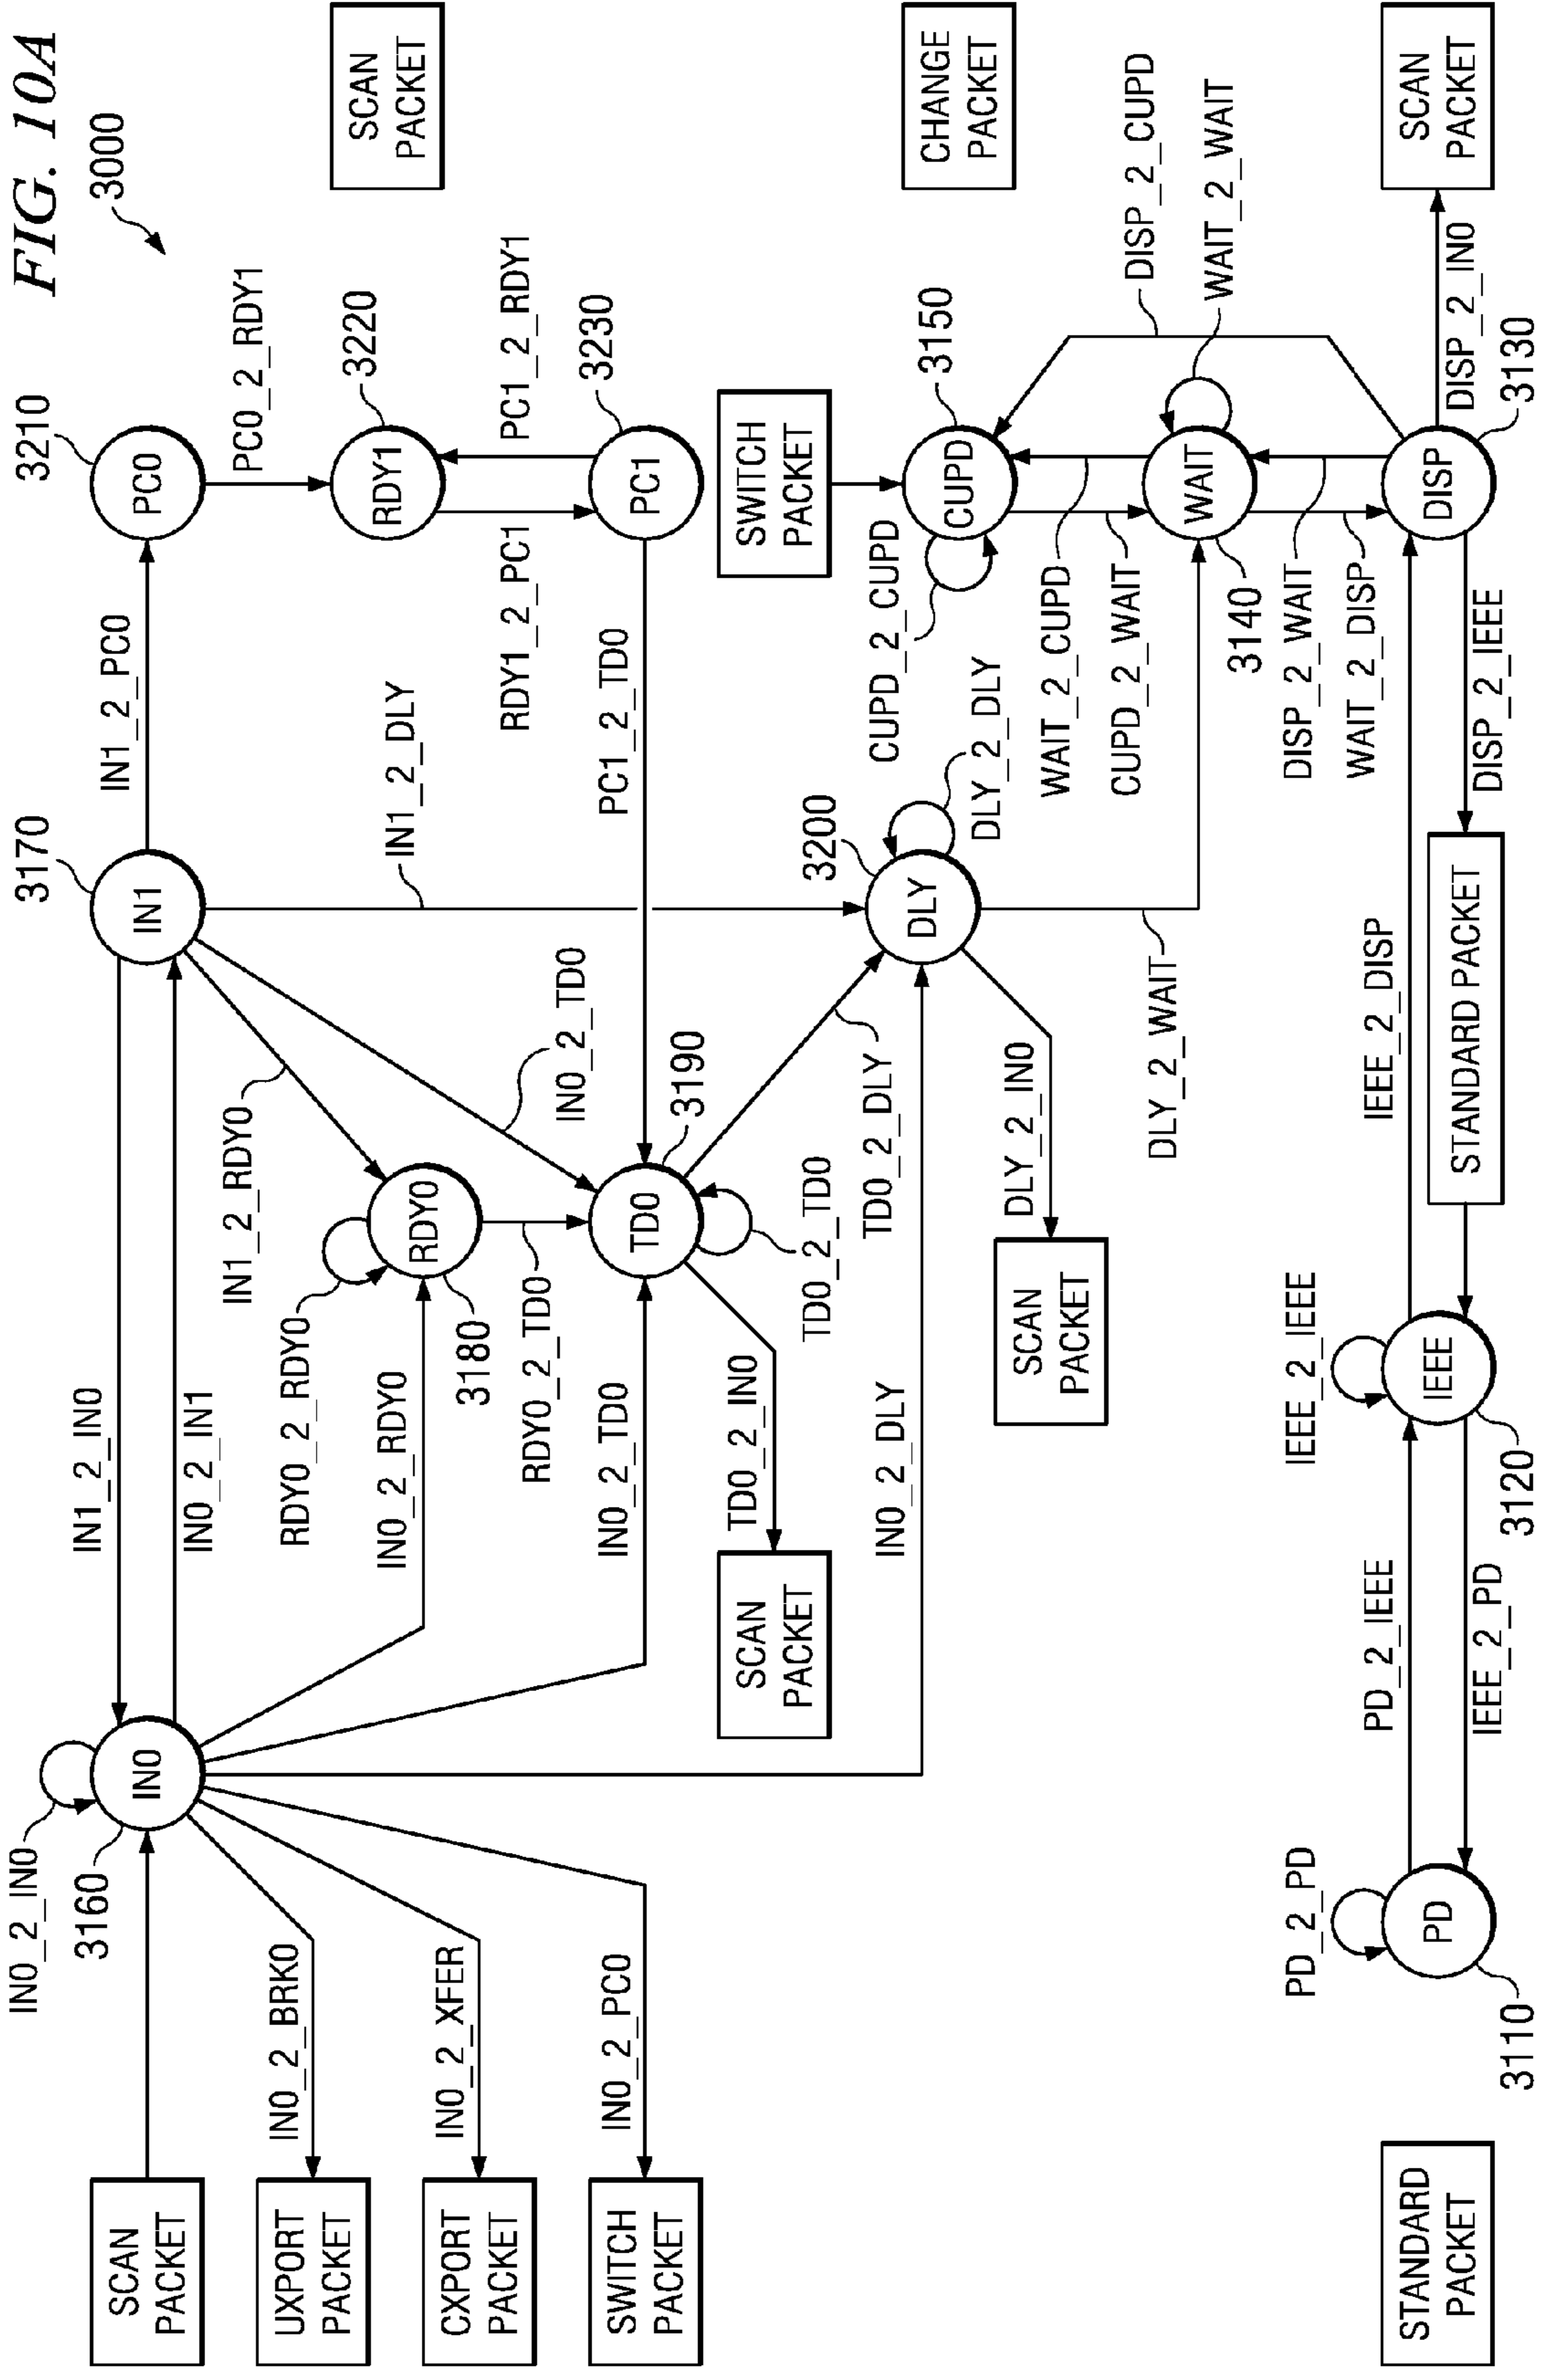 FIG. 10A
3000
IN0_2_IN0
3160
IN1_2_IN0
IN0_2_IN1
3170
IN1_2_PC0
3210
SCAN
PACKET
IN0
IN1
PC0
PC0_2_RDY1
UXPORT
PACKET
IN0_2_BRK0
RDY0_2_RDY0
IN1_2_RDY0
IN1_2_DLY
3220
RDY1
SCAN
PACKET
CXPORT
PACKET
IN0_2_XFER
IN0_2_RDY0
RDY0
3180
RDY0_2_TD0
IN0_2_TD0
RDY1_2_PC1
PC1_2_RDY1
3230
SWITCH
PACKET
IN0_2_PC0
IN0_2_TD0
TD0
3190
PC1_2_TD0
PC1
SCAN
PACKET
TD0_2_IN0
TD0_2_TD0
SWITCH
PACKET
IN0_2_DLY
TD0_2_DLY
3200
DLY
DLY_2_DLY
CUPD_2_CUPD
CUPD
3150
CHANGE
PACKET
SCAN
PACKET
DLY_2_IN0
WAIT_2_CUPD
CUPD_2_WAIT
DISP_2_CUPD
DLY_2_WAIT
WAIT
WAIT_2_WAIT
3140
DISP_2_WAIT
WAIT_2_DISP
PD_2_PD
IEEE_2_IEEE
PD_2_IEEE
IEEE_2_DISP
STANDARD
PACKET
PD
IEEE
STANDARD PACKET
DISP
SCAN
PACKET
IEEE_2_PD
DISP_2_IEEE
DISP_2_IN0
3110
3120
3130